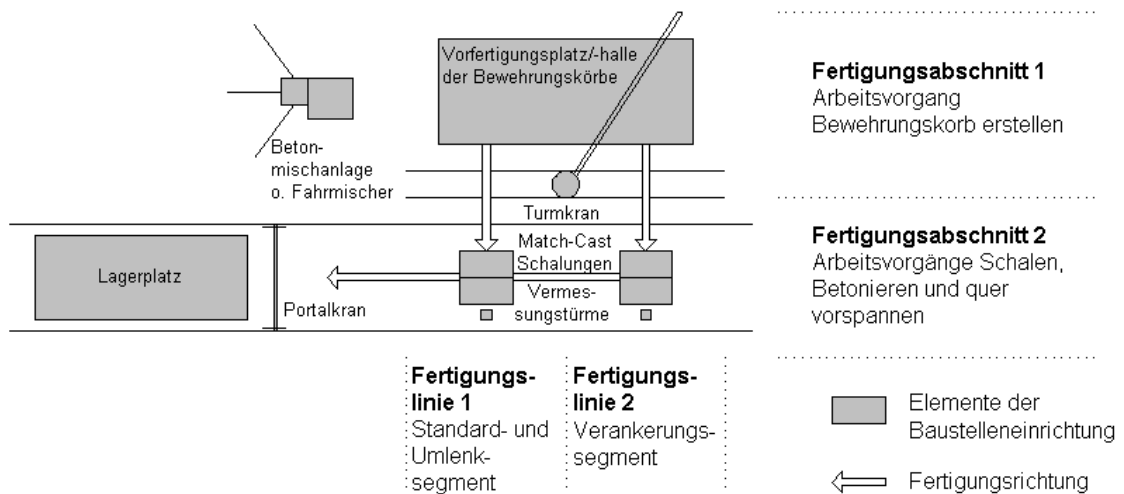 Vorfertigungsplatz/-halle
der Bewehrungskörbe
Beton-
mischanlage
o. Fahrmischer
Turmkran
Match-Cast
Schalungen
Vermes-
sungstürme
Lagerplatz
Portalkran
Fertigungsabschnitt 1
Arbeitsvorgang
Bewehrungskorb erstellen
Fertigungsabschnitt 2
Arbeitsvorgänge Schalen,
Betonieren und quer
vorspannen
Fertigungs-
linie 1
Standard- und
Umlenk-
segment
Fertigungs-
linie 2
Verankerungs-
segment
Elemente der
Baustelleneinrichtung
Fertigungsrichtung